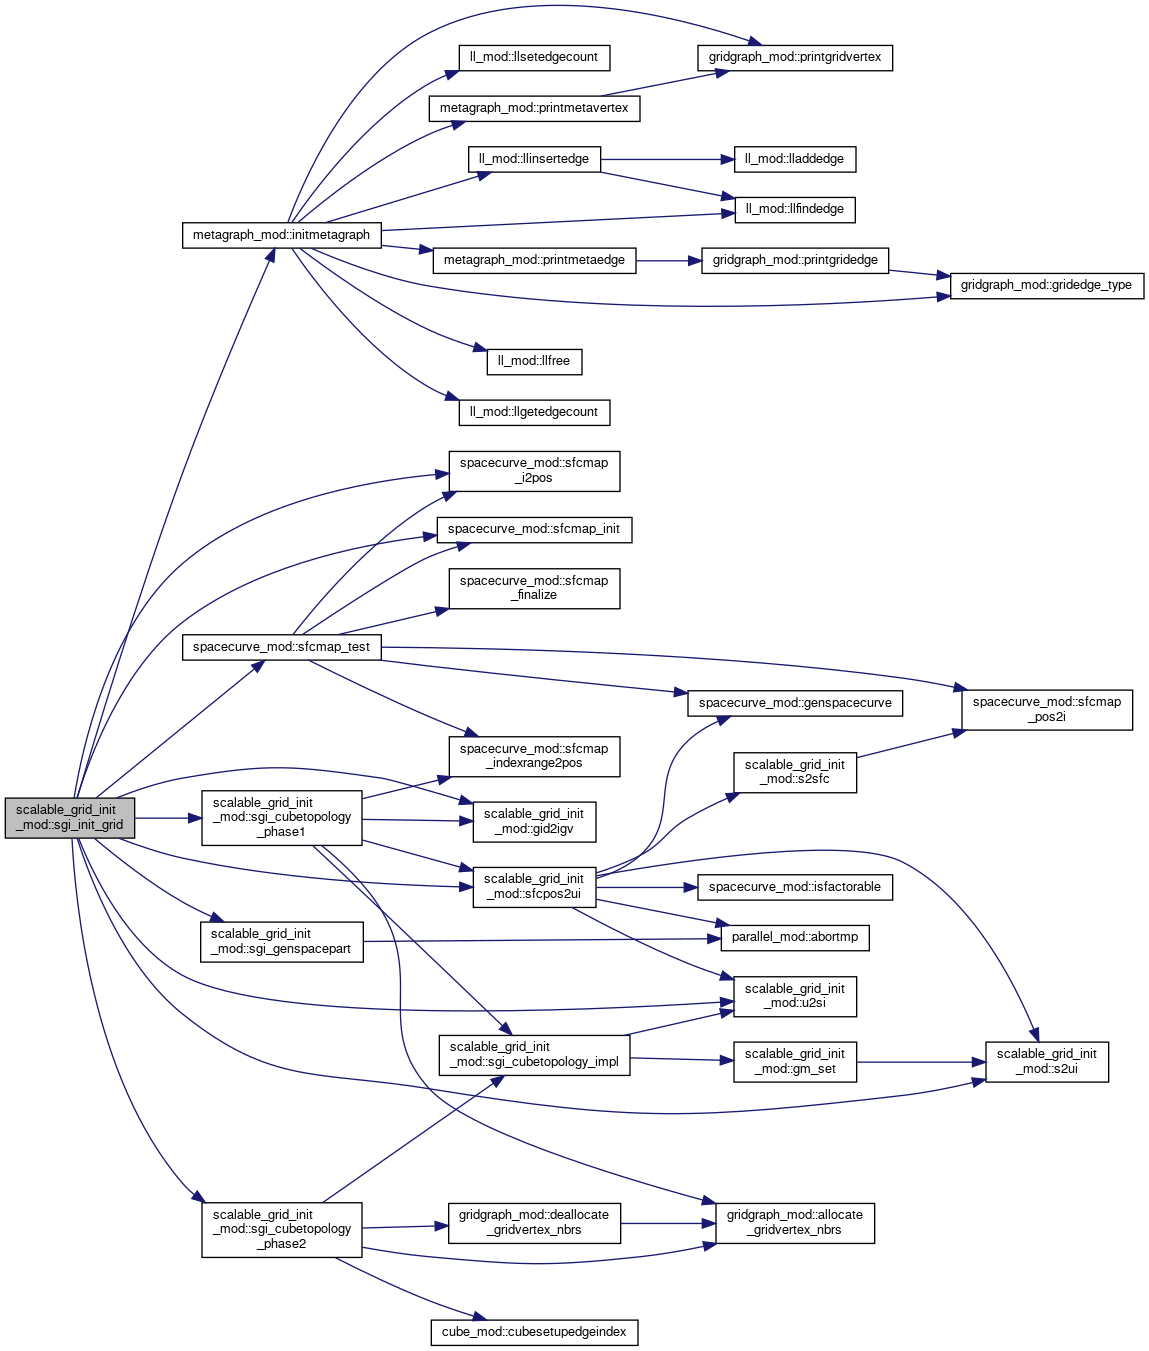 gridgraph_mod::printgridvertex
ll_mod::llsetedgecount
metagraph_mod::printmetavertex
ll_mod::llinsertedge
ll_mod::lladdedge
ll_mod::llfindedge
metagraph_mod::initmetagraph
metagraph_mod::printmetaedge
gridgraph_mod::printgridedge
gridgraph_mod::gridedge_type
ll_mod::llfree
ll_mod::llgetedgecount
spacecurve_mod::sfcmap
_i2pos
spacecurve_mod::sfcmap_init
spacecurve_mod::sfcmap
_finalize
spacecurve_mod::sfcmap_test
spacecurve_mod::genspacecurve
spacecurve_mod::sfcmap
_pos2i
spacecurve_mod::sfcmap
_indexrange2pos
scalable_grid_init
_mod::s2sfc
scalable_grid_init
_mod::sgi_init_grid
scalable_grid_init
_mod::sgi_cubetopology
_phase1
scalable_grid_init
_mod::gid2igv
scalable_grid_init
_mod::sfcpos2ui
spacecurve_mod::isfactorable
scalable_grid_init
_mod::sgi_genspacepart
parallel_mod::abortmp
scalable_grid_init
_mod::u2si
scalable_grid_init
_mod::sgi_cubetopology_impl
scalable_grid_init
_mod::gm_set
scalable_grid_init
_mod::s2ui
scalable_grid_init
_mod::sgi_cubetopology
_phase2
gridgraph_mod::deallocate
_gridvertex_nbrs
gridgraph_mod::allocate
_gridvertex_nbrs
cube_mod::cubesetupedgeindex